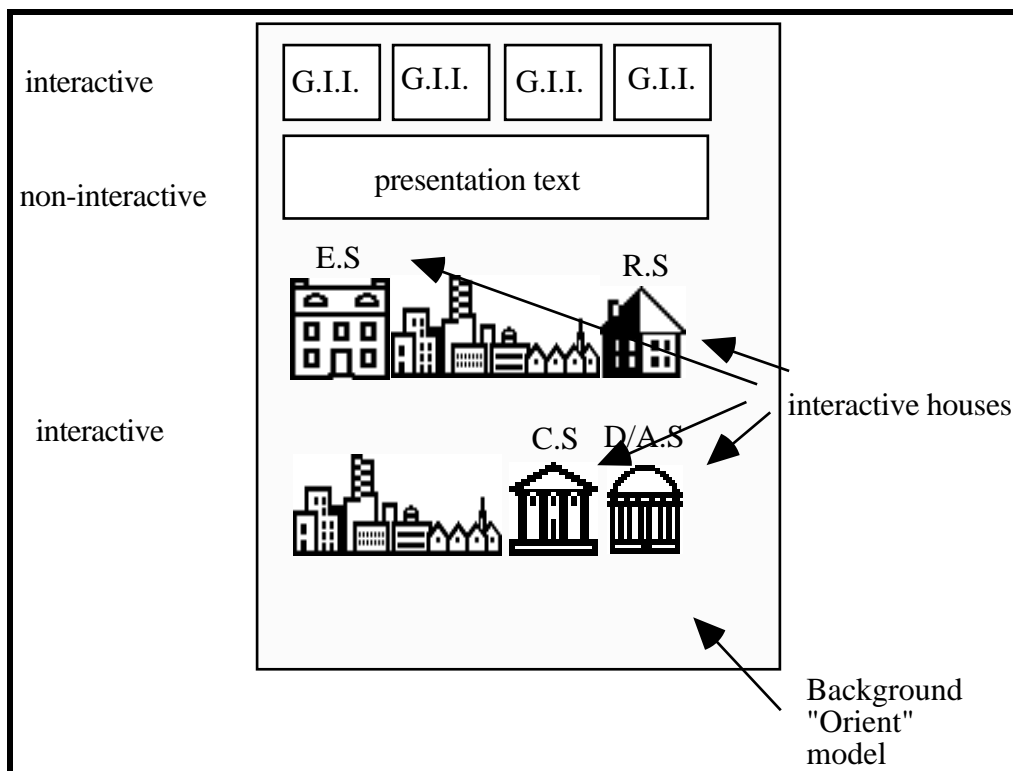 interactive
G.I.I. G.I.I. G.I.I. G.I.I.
non-interactive
presentation text
E.S R.S
interactive houses
interactive
C.S D/A.S
Background
"Orient"
model